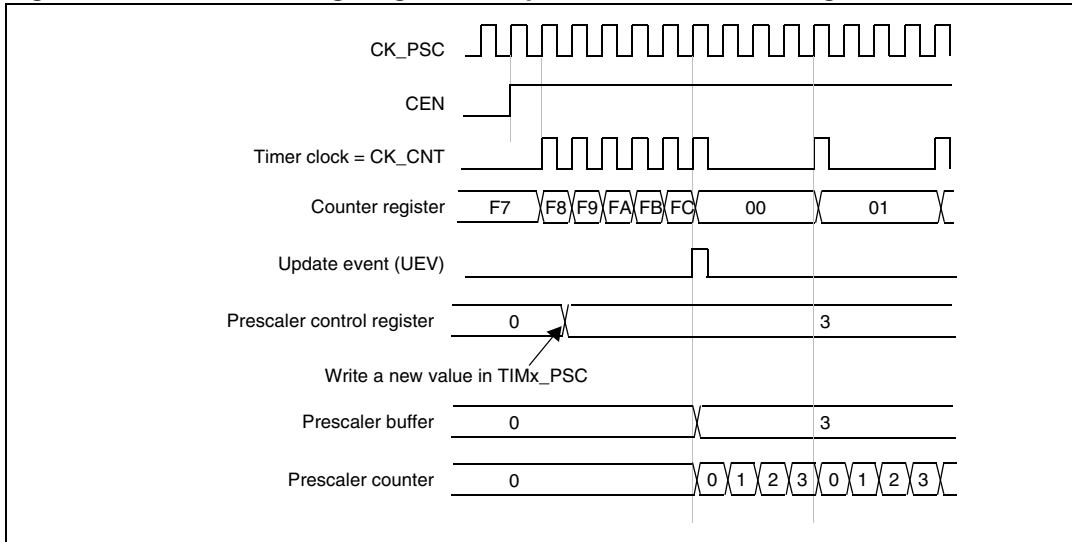 CK_PSC
CEN
Timer clock = CK_CNT
Counter register F7 F8 F9 FA FB FC 00 01
Update event (UEV)
Prescaler control register 0 3
Write a new value in TIMx_PSC
Prescaler buffer 0 3
Prescaler counter 0 0 1 2 3 0 1 2 3